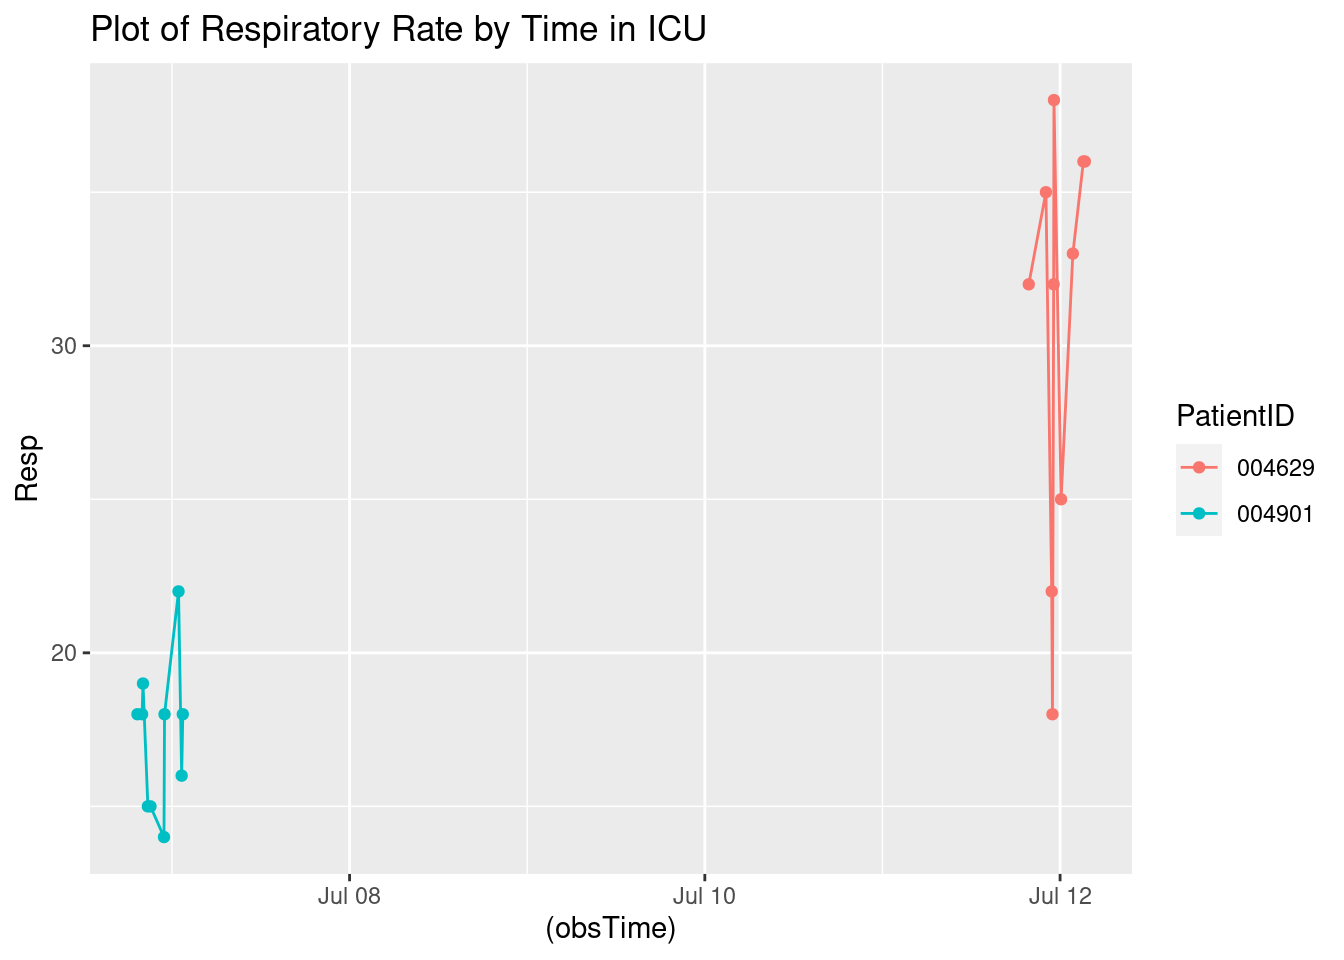 Plot of Respiratory Rate by Time in ICU
Resp
30
20
Jul 08
Jul 10
Jul 12
(obsTime)
PatientID
004629
004901